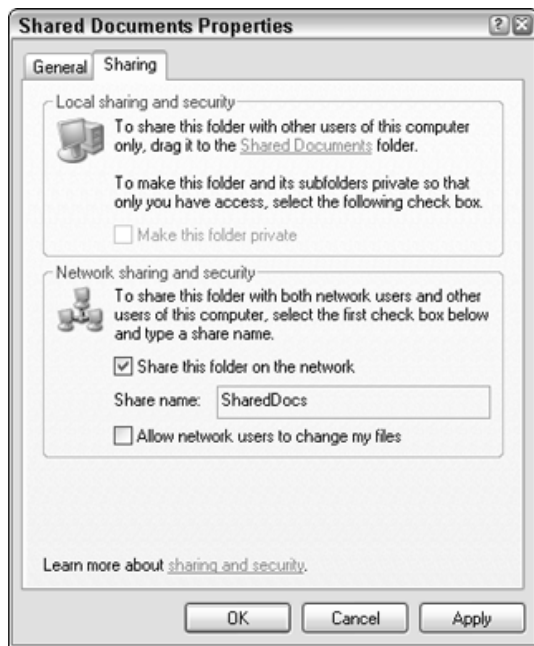 Shared Documents Properties
General
Sharing
Local sharing and security
To share this folder with other users of this computer
only, drag it to the Shared Documents folder.
To make this folder and its subfolders private so that
only you have access, select the following check box.
Make this folder private
Network sharing and security
To share this folder with both network users and other
users of this computer, select the first check box below
and type a share name.
Share this folder on the network
Share name: SharedDocs
Allow network users to change my files
Learn more about sharing and security.
OK
Cancel
Apply